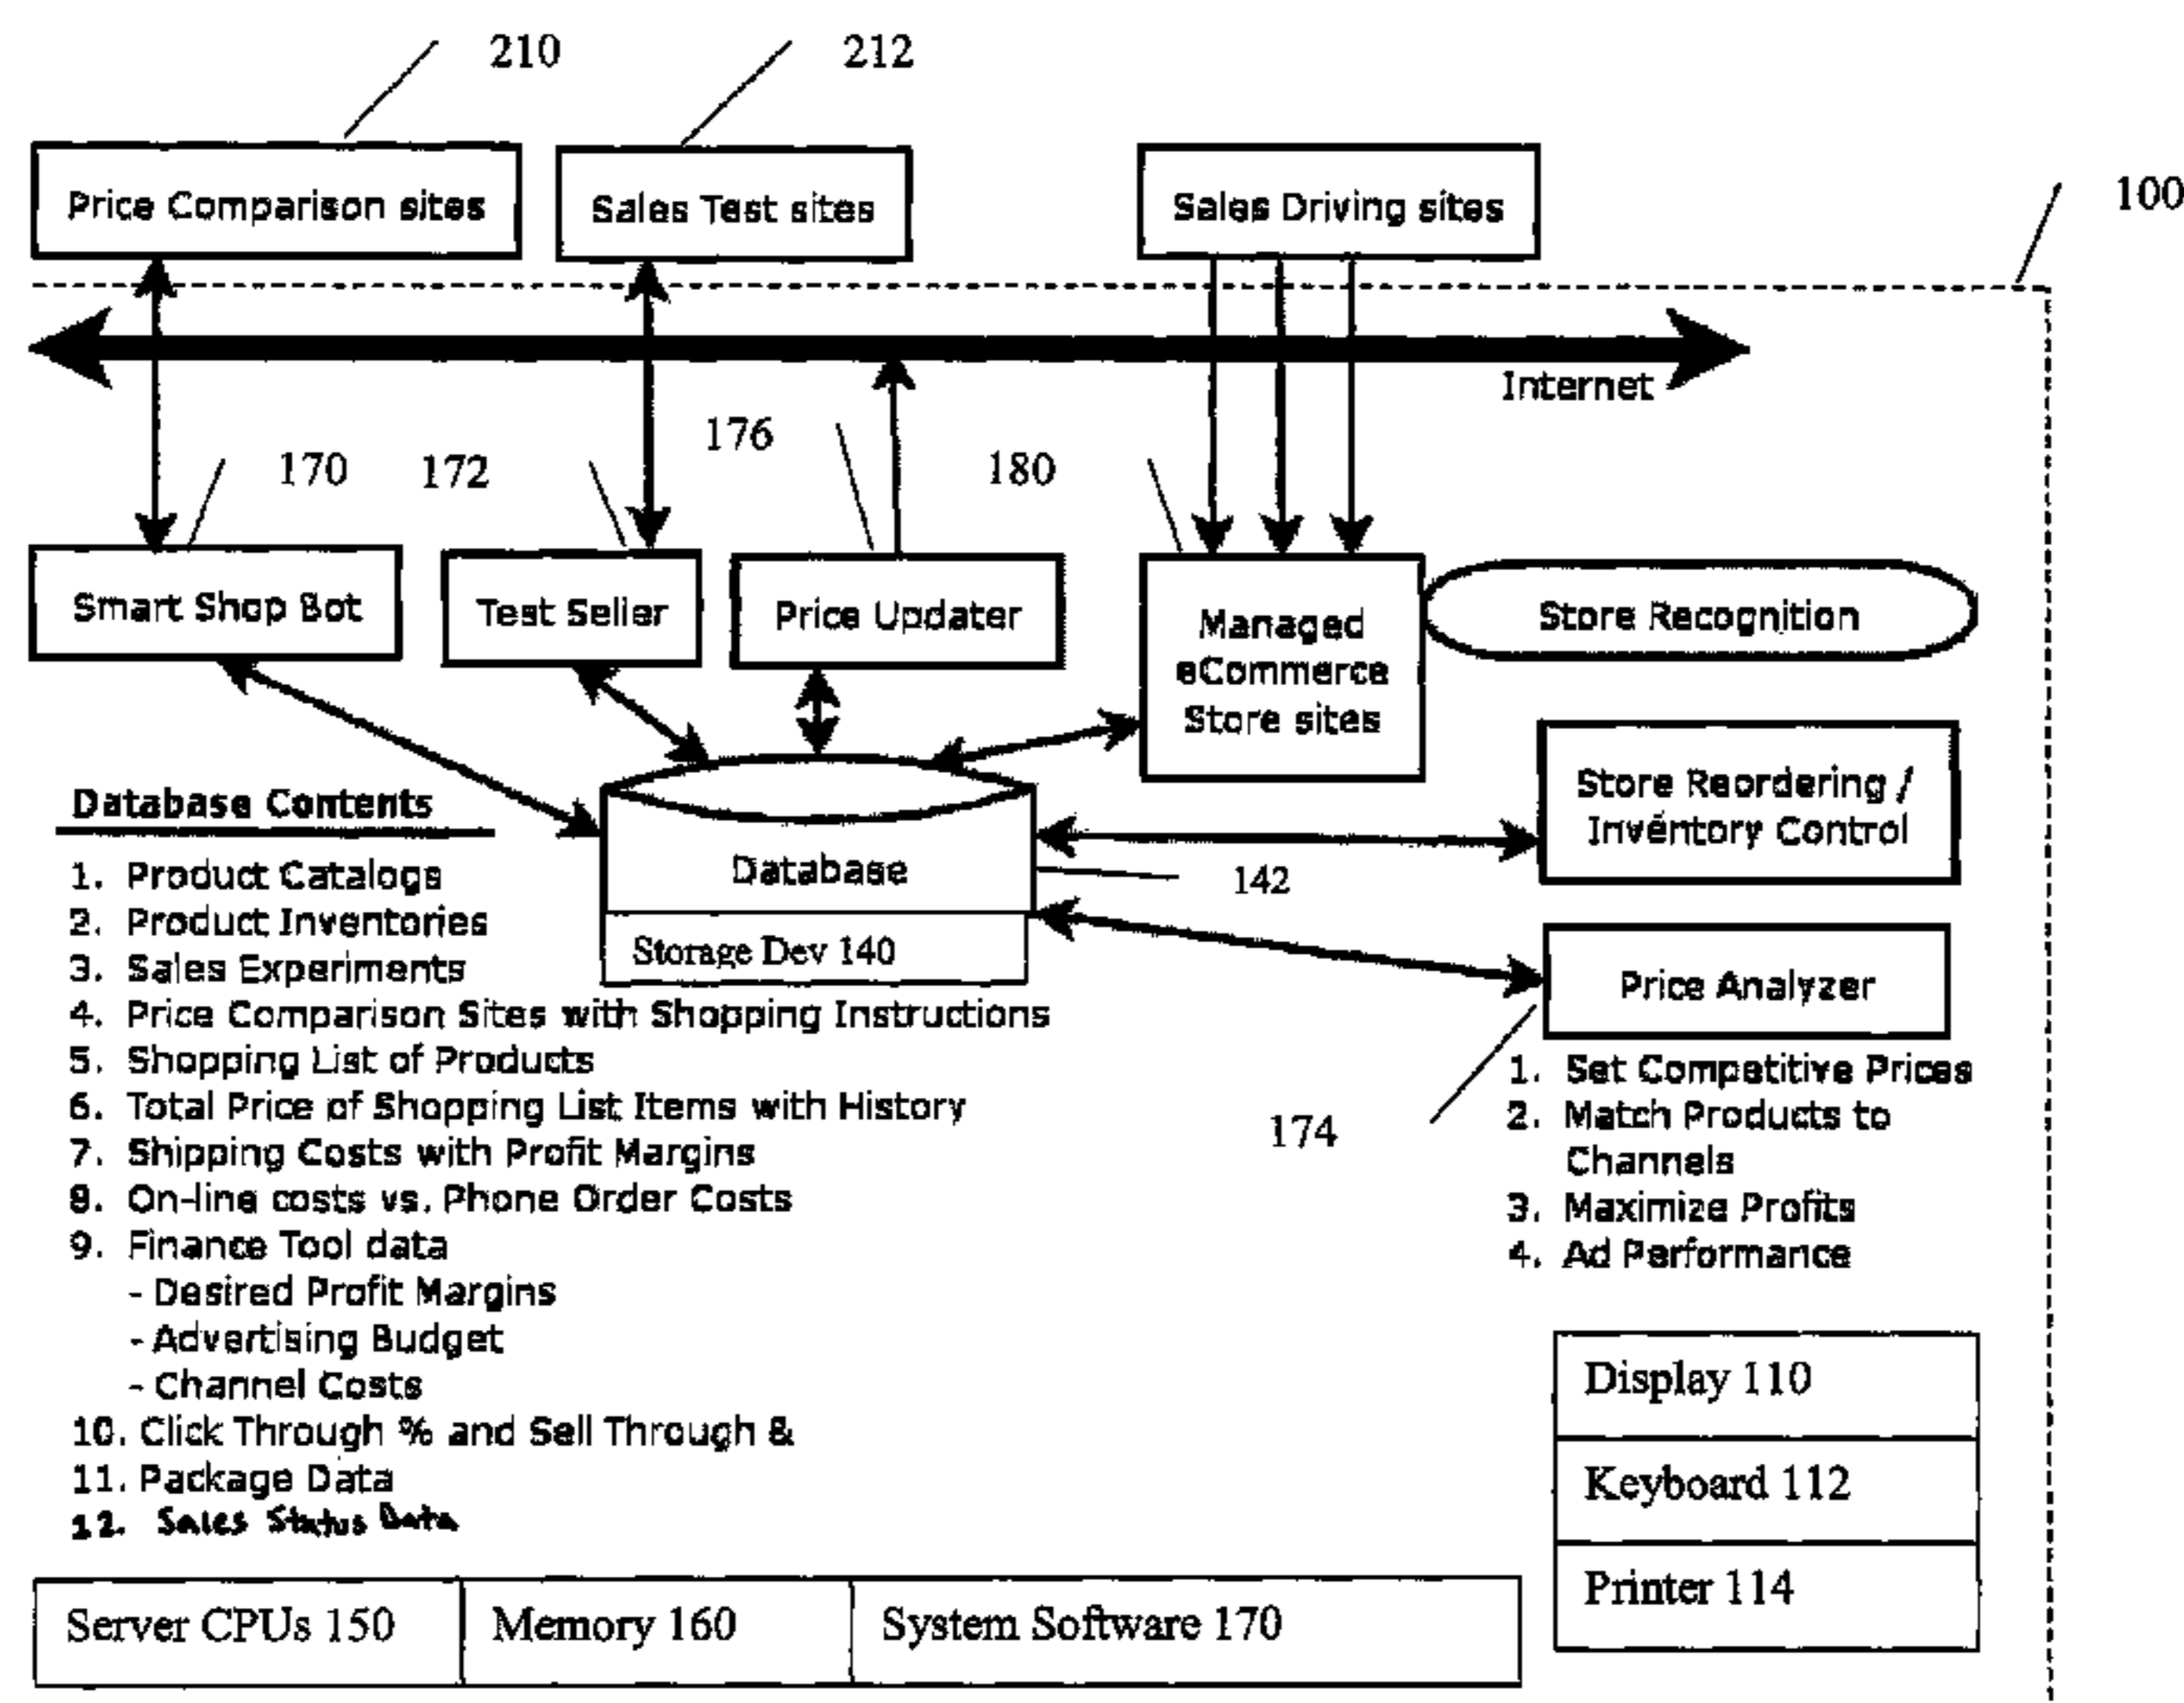 210
212
Price Comparison sites
Sales Test sites
Sales Driving sites
100
Internet
170
172
176
180
Smart Shop Bot
Test Seller
Price Updater
Managed
eCommerce
Store sites
Store Recognition
Store Reordering /
Inventory Control
Database
142
Storage Dev 140
Price Analyzer
174
1. Set Competitive Prices
2. Match Products to
Channels
3. Maximize Profits
4. Ad Performance
Database Contents
1. Product Catalogs
2. Product Inventories
3. Sales Experiments
4. Price Comparison Sites with Shopping Instructions
5. Shopping List of Products
6. Total Price of Shopping List Items with History
7. Shipping Costs with Profit Margins
8. On-line costs vs. Phone Order Costs
9. Finance Tool data
- Desired Profit Margins
- Advertising Budget
- Channel Costs
10. Click Through % and Sell Through &
11. Package Data
12. Sales Status Data
Display 110
Keyboard 112
Printer 114
Server CPUs 150
Memory 160
System Software 170